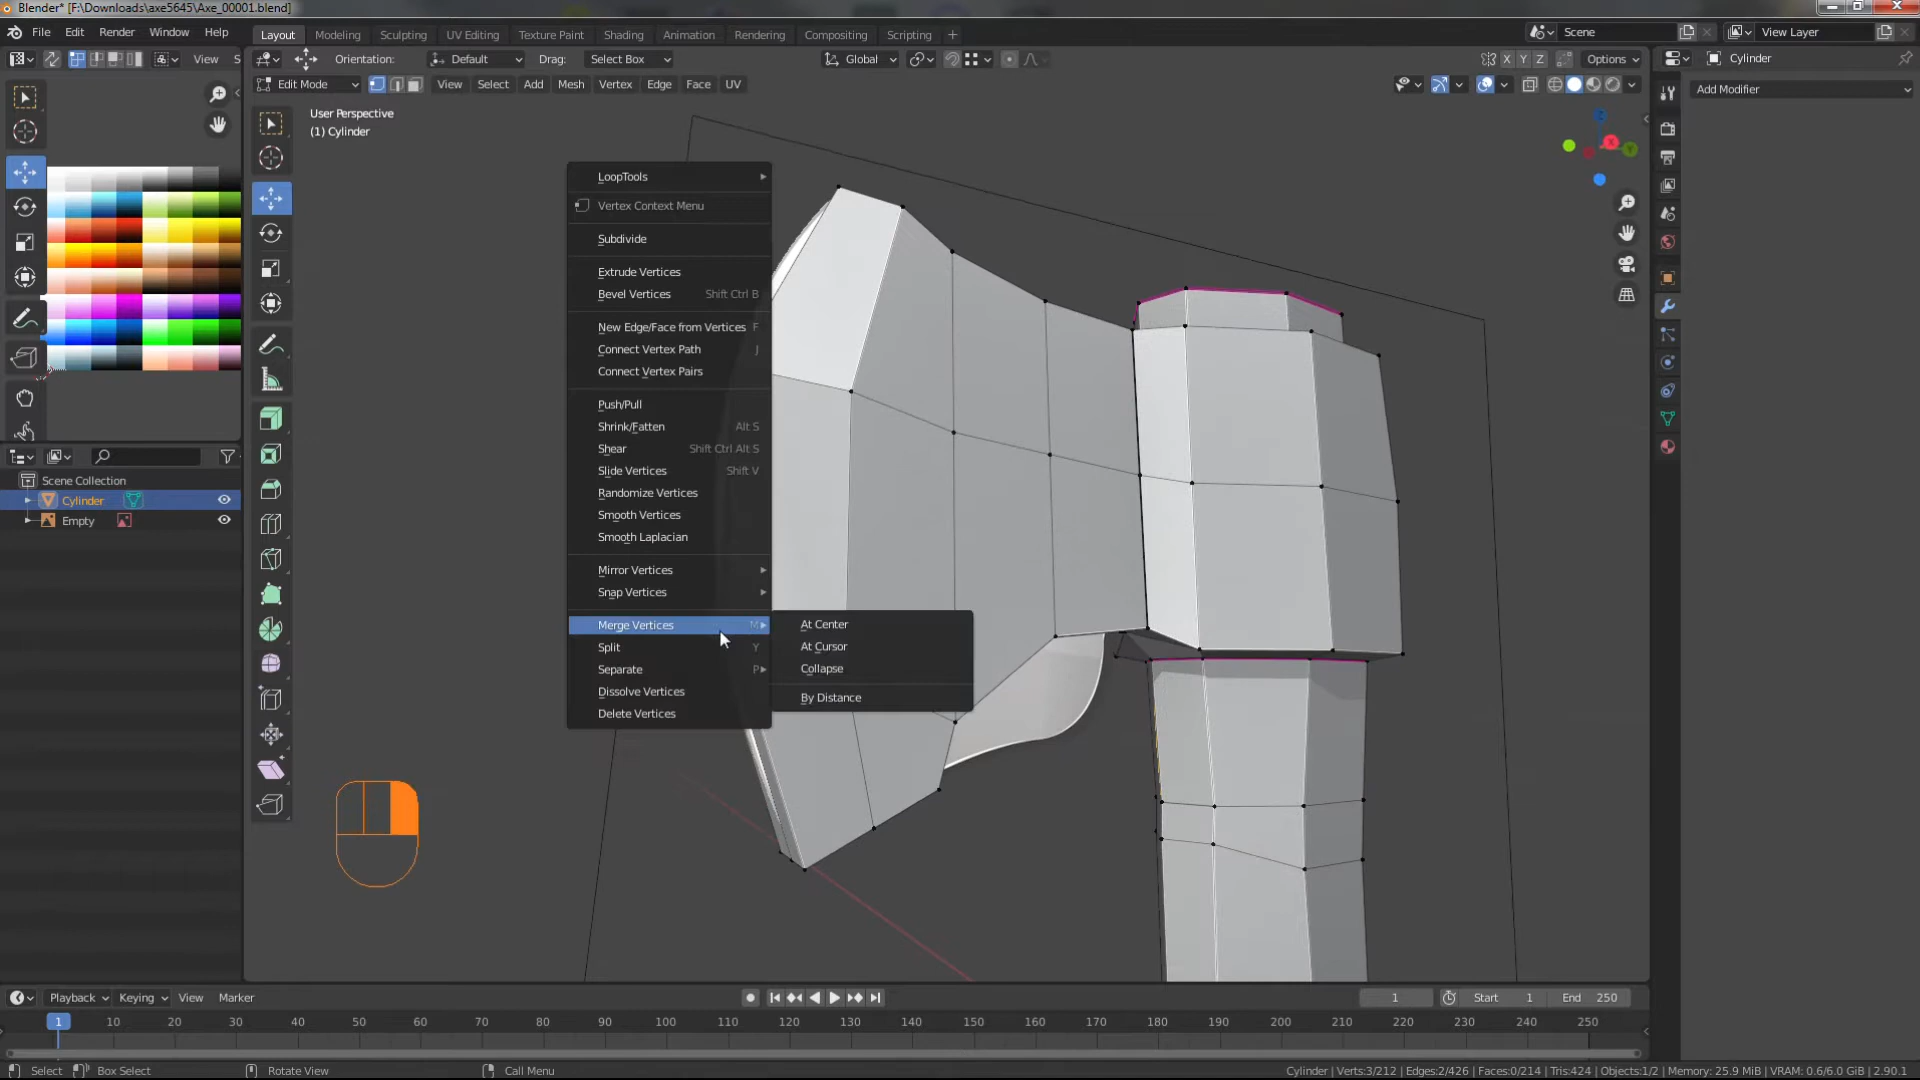 Blender* [F:\Downloads\axe5645\Axe_00001.blend]
File Edit Render Window Help
Layout Modeling Sculpting UV Editing Texture Paint Shading Animation Rendering Compositing Scripting +
Scene
View Layer
View S
Orientation: Default Drag: Select Box
Global
X Y Z
Options
Cylinder
Edit Mode
View Select Add Mesh Vertex Edge Face UV
Add Modifier
User Perspective
(1) Cylinder
LoopTools
Vertex Context Menu
Subdivide
Extrude Vertices
Bevel Vertices Shift Ctrl B
New Edge/Face from Vertices F
Connect Vertex Path J
Connect Vertex Pairs
Push/Pull
Shrink/Fatten Alt S
Shear Shift Ctrl Alt S
Slide Vertices Shift V
Randomize Vertices
Smooth Vertices
Smooth Laplacian
Mirror Vertices
Snap Vertices
Merge Vertices M
Split Y
Separate P
Dissolve Vertices
Delete Vertices
At Center
At Cursor
Collapse
By Distance
Scene Collection
Cylinder
Empty
Playback Keying View Marker
1
Start 1
End 250
1 10 20 30 40 50 60 70 80 90 100 110 120 130 140 150 160 170 180 190 200 210 220 230 240 250
Select Box Select Rotate View Call Menu
Cylinder | Verts:3/212 | Edges:2/426 | Faces:0/214 | Tris:424 | Objects:1/2 | Memory: 25.9 MiB | VRAM: 0.6/6.0 GiB | 2.90.1